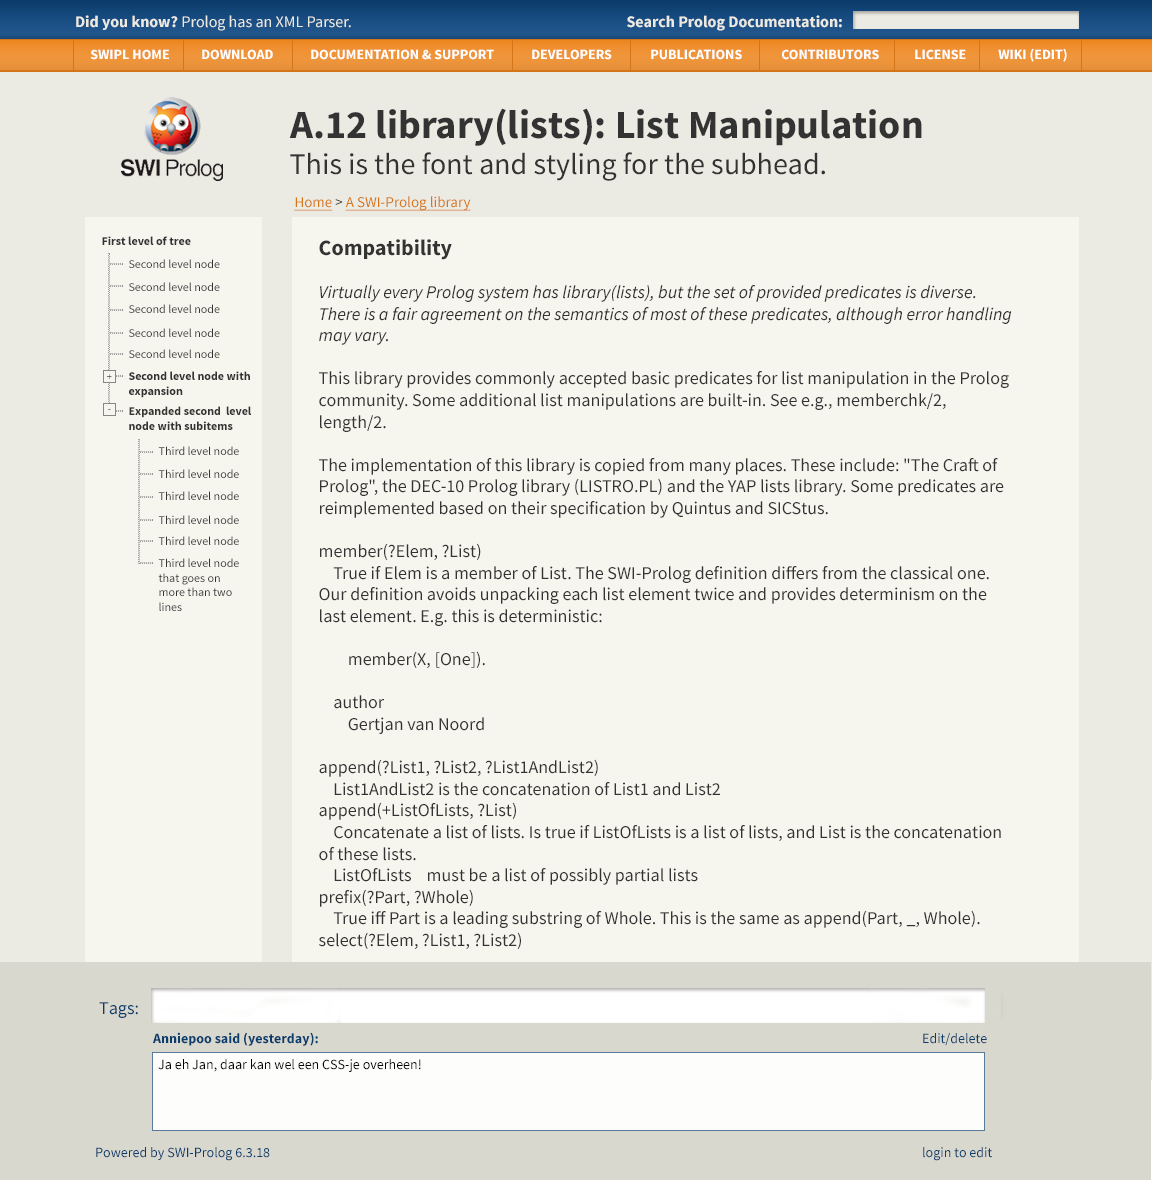 Did you know? Prolog has an XML Parser.
Search Prolog Documentation:
SWIPL HOME
DOWNLOAD
DOCUMENTATION & SUPPORT
DEVELOPERS
PUBLICATIONS
CONTRIBUTORS
LICENSE
WIKI (EDIT)
SWI Prolog
A.12 library(lists): List Manipulation
This is the font and styling for the subhead.
Home > A SWI-Prolog library
First level of tree
Second level node
Second level node
Second level node
Second level node
Second level node
+ Second level node with
expansion
- Expanded second level
node with subitems
Third level node
Third level node
Third level node
Third level node
Third level node
Third level node
that goes on
more than two
lines
Compatibility
Virtually every Prolog system has library(lists), but the set of provided predicates is diverse.
There is a fair agreement on the semantics of most of these predicates, although error handling
may vary.
This library provides commonly accepted basic predicates for list manipulation in the Prolog
community. Some additional list manipulations are built-in. See e.g., memberchk/2,
length/2.
The implementation of this library is copied from many places. These include: "The Craft of
Prolog", the DEC-10 Prolog library (LISTRO.PL) and the YAP lists library. Some predicates are
reimplemented based on their specification by Quintus and SICStus.
member(?Elem, ?List)
True if Elem is a member of List. The SWI-Prolog definition differs from the classical one.
Our definition avoids unpacking each list element twice and provides determinism on the
last element. E.g. this is deterministic:
member(X, [One]).
author
Gertjan van Noord
append(?List1, ?List2, ?List1AndList2)
List1AndList2 is the concatenation of List1 and List2
append(+ListOfLists, ?List)
Concatenate a list of lists. Is true if ListOfLists is a list of lists, and List is the concatenation
of these lists.
ListOfLists must be a list of possibly partial lists
prefix(?Part, ?Whole)
True iff Part is a leading substring of Whole. This is the same as append(Part, _, Whole).
select(?Elem, ?List1, ?List2)
Tags:
Anniepoo said (yesterday):
Edit/delete
Ja eh Jan, daar kan wel een CSS-je overheen!
Powered by SWI-Prolog 6.3.18
login to edit